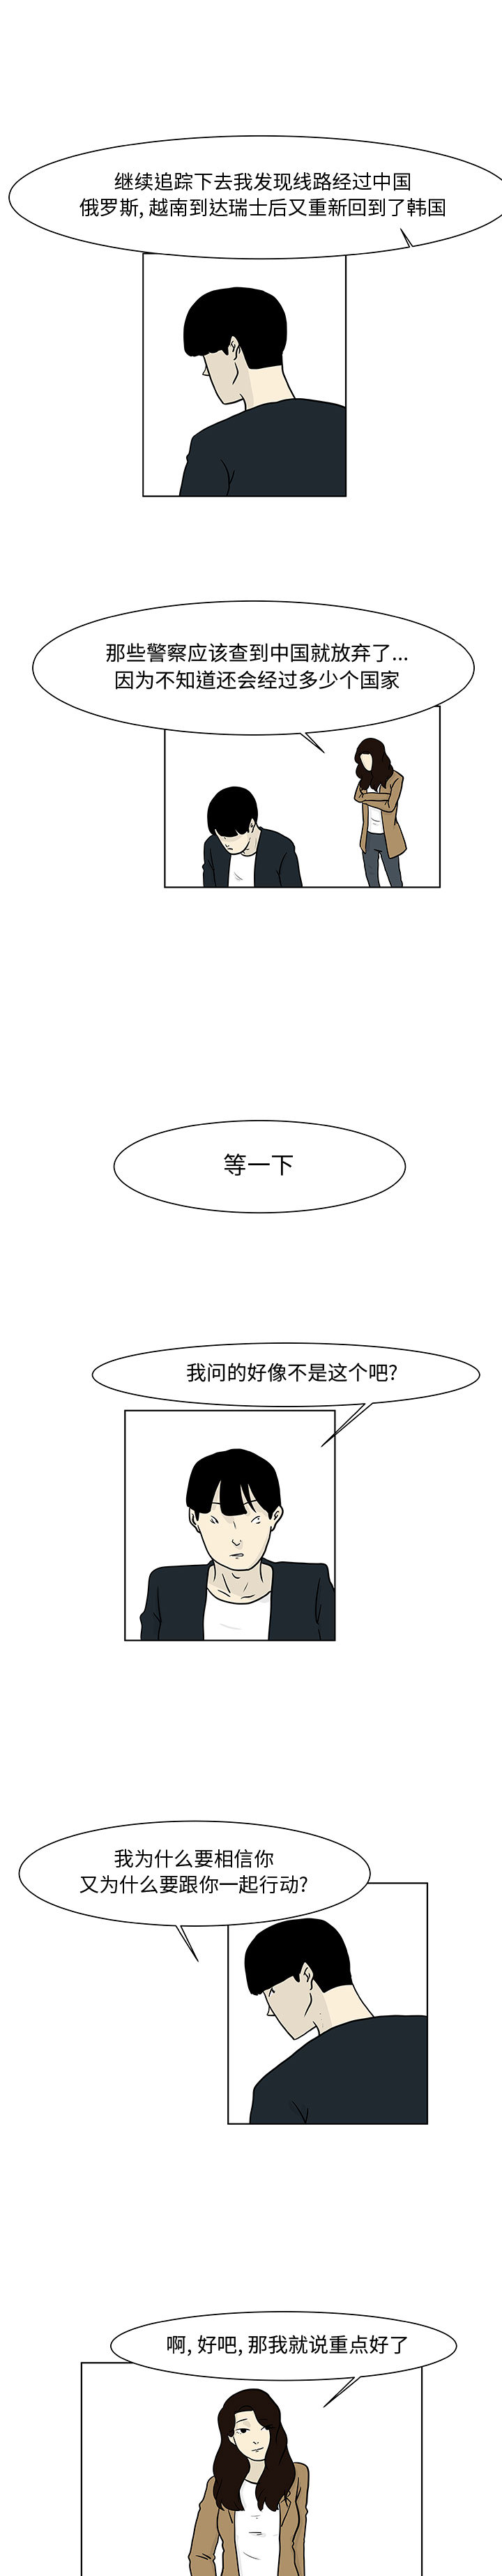 继续追踪下去我发现线路经过中国
俄罗斯, 越南到达瑞士后又重新回到了韩国
那些警察应该查到中国就放弃了...
因为不知道还会经过多少个国家
等一下
我问的好像不是这个吧?
我为什么要相信你
又为什么要跟你一起行动?
啊, 好吧, 那我就说重点好了